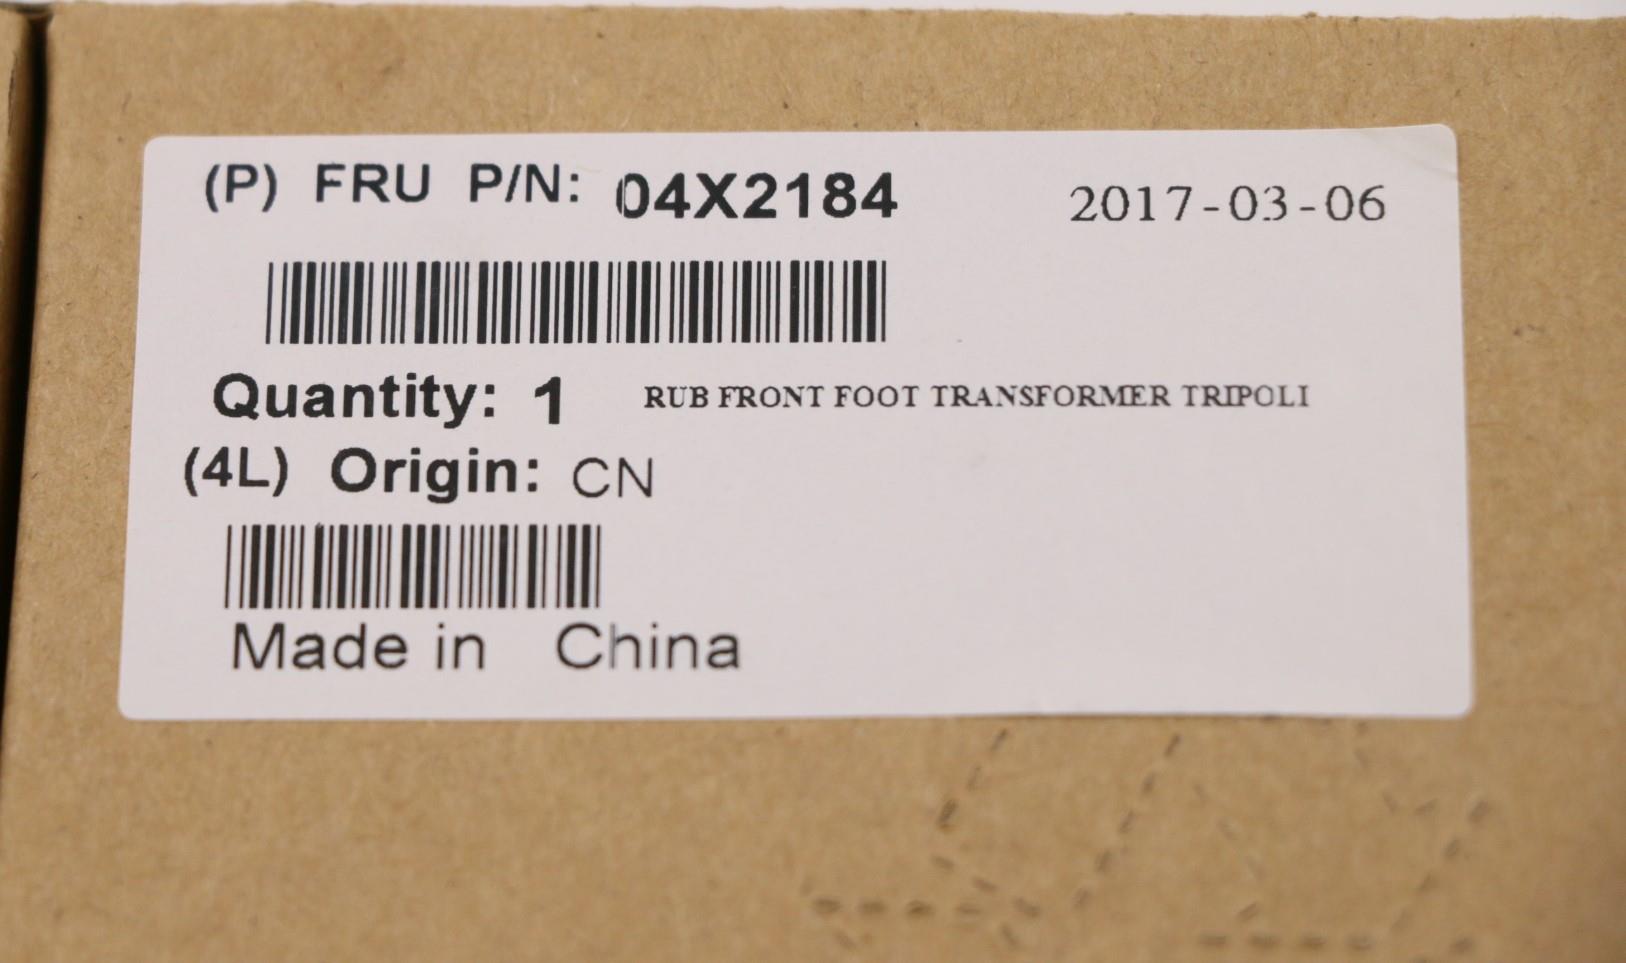 (P) FRU P/N: 04X2184 2017-03-06
Quantity: 1 RUB FRONT FOOT TRANSFORMER TRIPOLI
(4L) Origin: CN
Made in China